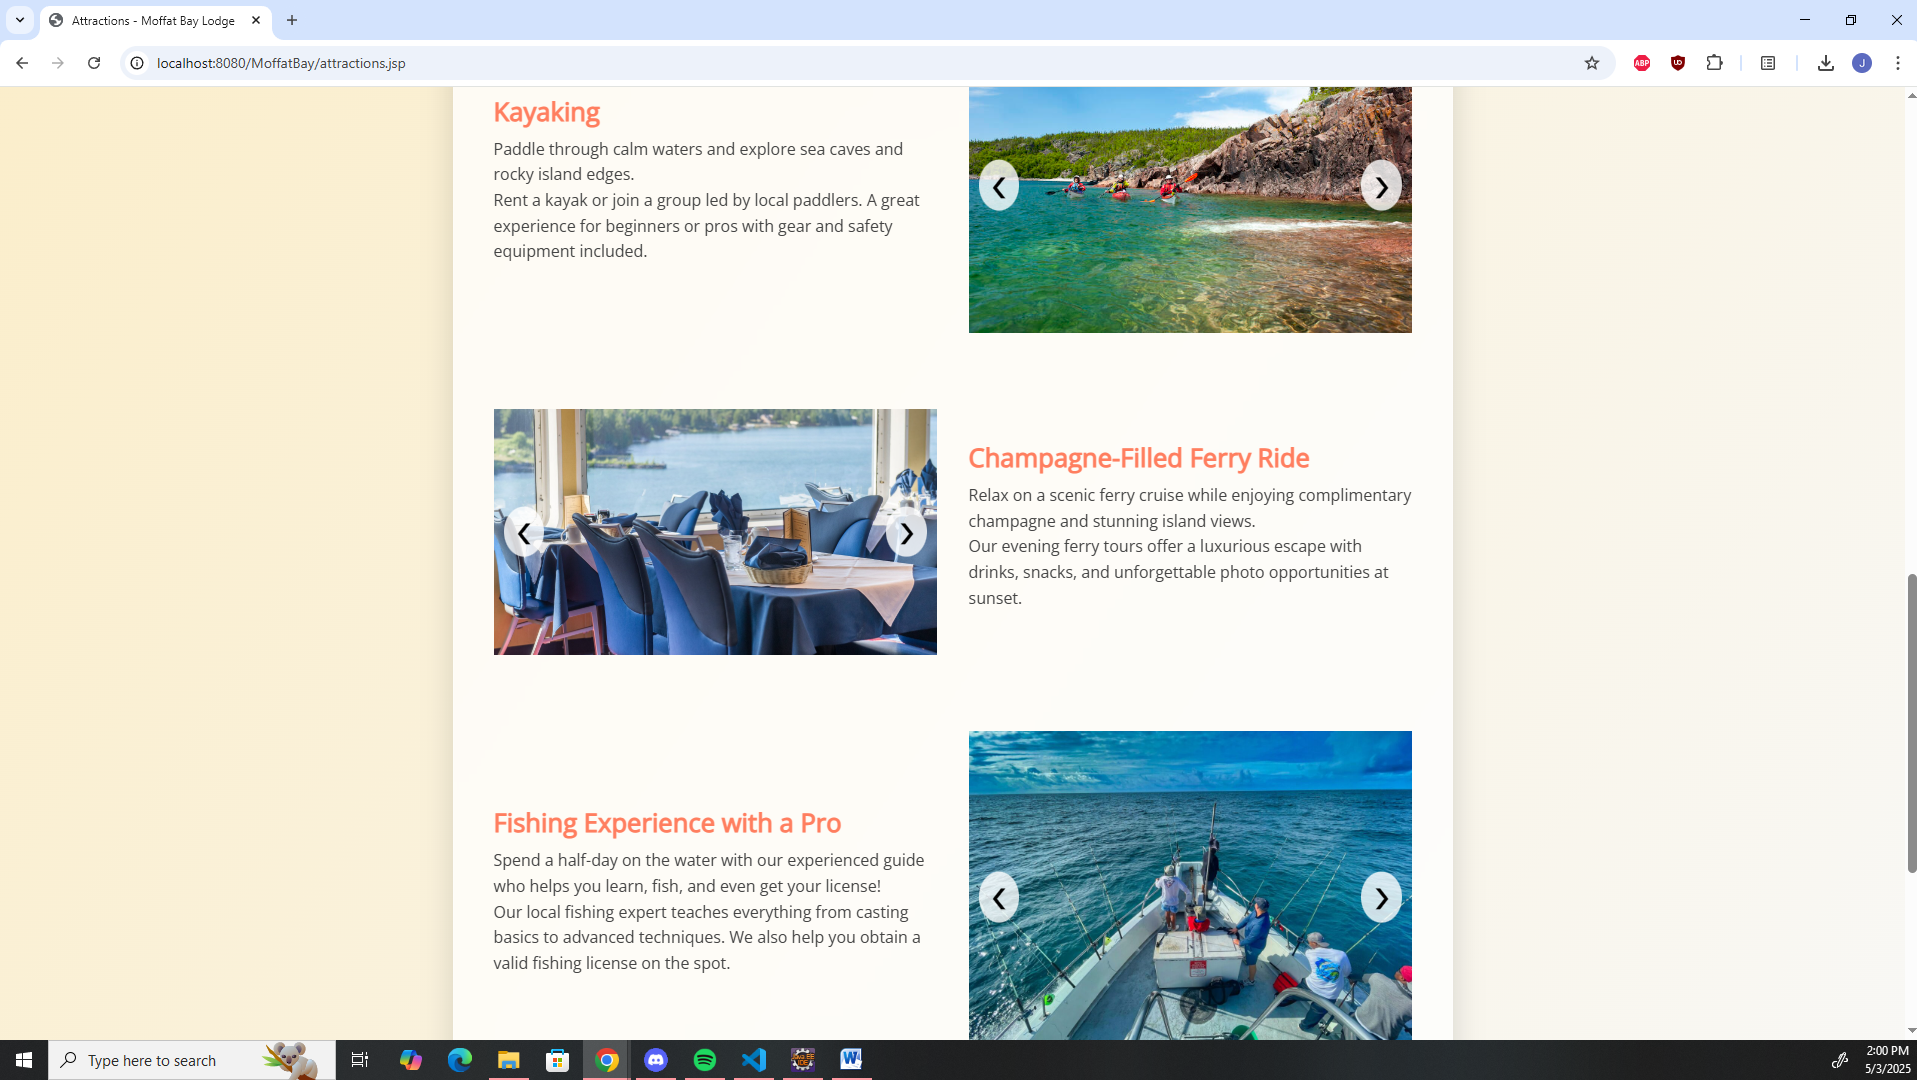 Attractions - Moffat Bay Lodge
localhost:8080/MoffatBay/attractions.jsp
ABP
J
Kayaking
Paddle through calm waters and explore sea caves and
rocky island edges.
Rent a kayak or join a group led by local paddlers. A great
experience for beginners or pros with gear and safety
equipment included.
Champagne-Filled Ferry Ride
Relax on a scenic ferry cruise while enjoying complimentary
champagne and stunning island views.
Our evening ferry tours offer a luxurious escape with
drinks, snacks, and unforgettable photo opportunities at
sunset.
Fishing Experience with a Pro
Spend a half-day on the water with our experienced guide
who helps you learn, fish, and even get your license!
Our local fishing expert teaches everything from casting
basics to advanced techniques. We also help you obtain a
valid fishing license on the spot.
Type here to search
2:00 PM
5/3/2025